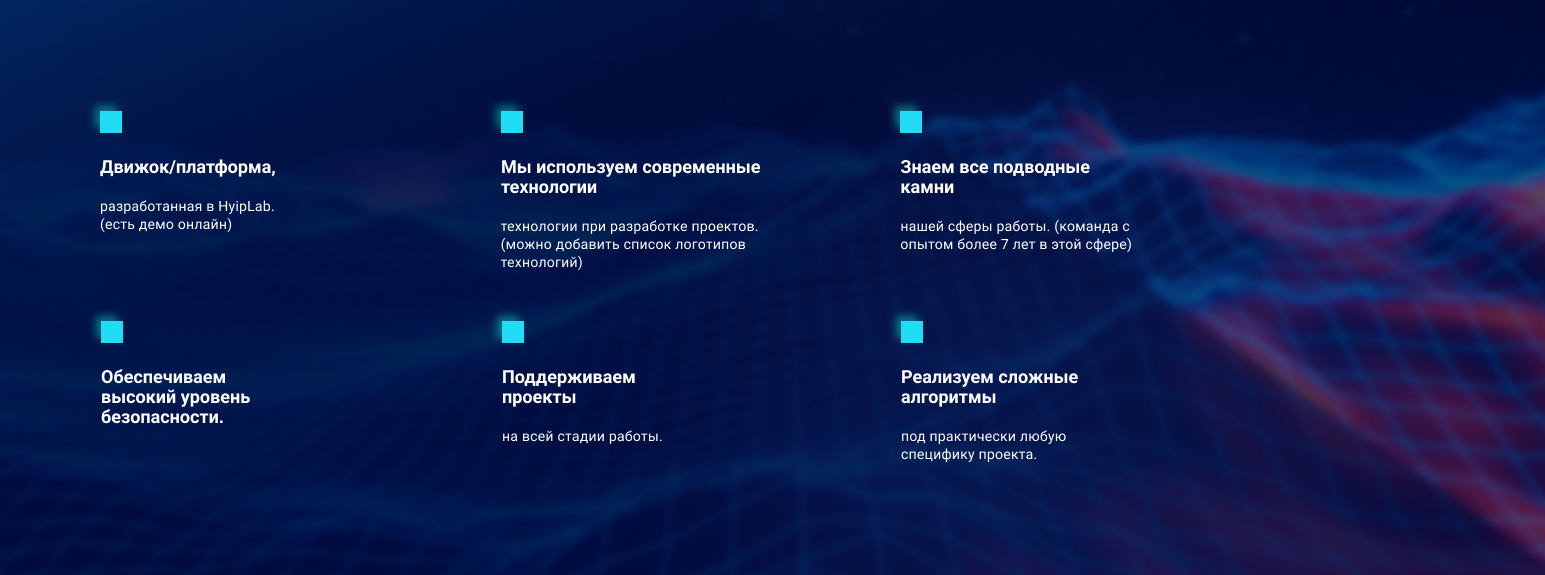 Движок/платформа,
разработанная в HyipLab.
(есть демо онлайн)
Мы используем современные
технологии
технологии при разработке проектов.
(можно добавить список логотипов
технологий)
Знаем все подводные
камни
нашей сферы работы. (команда с
опытом более 7 лет в этой сфере)
Обеспечиваем
высокий уровень
безопасности.
Поддерживаем
проекты
на всей стадии работы.
Реализуем сложные
алгоритмы
под практически любую
специфику проекта.